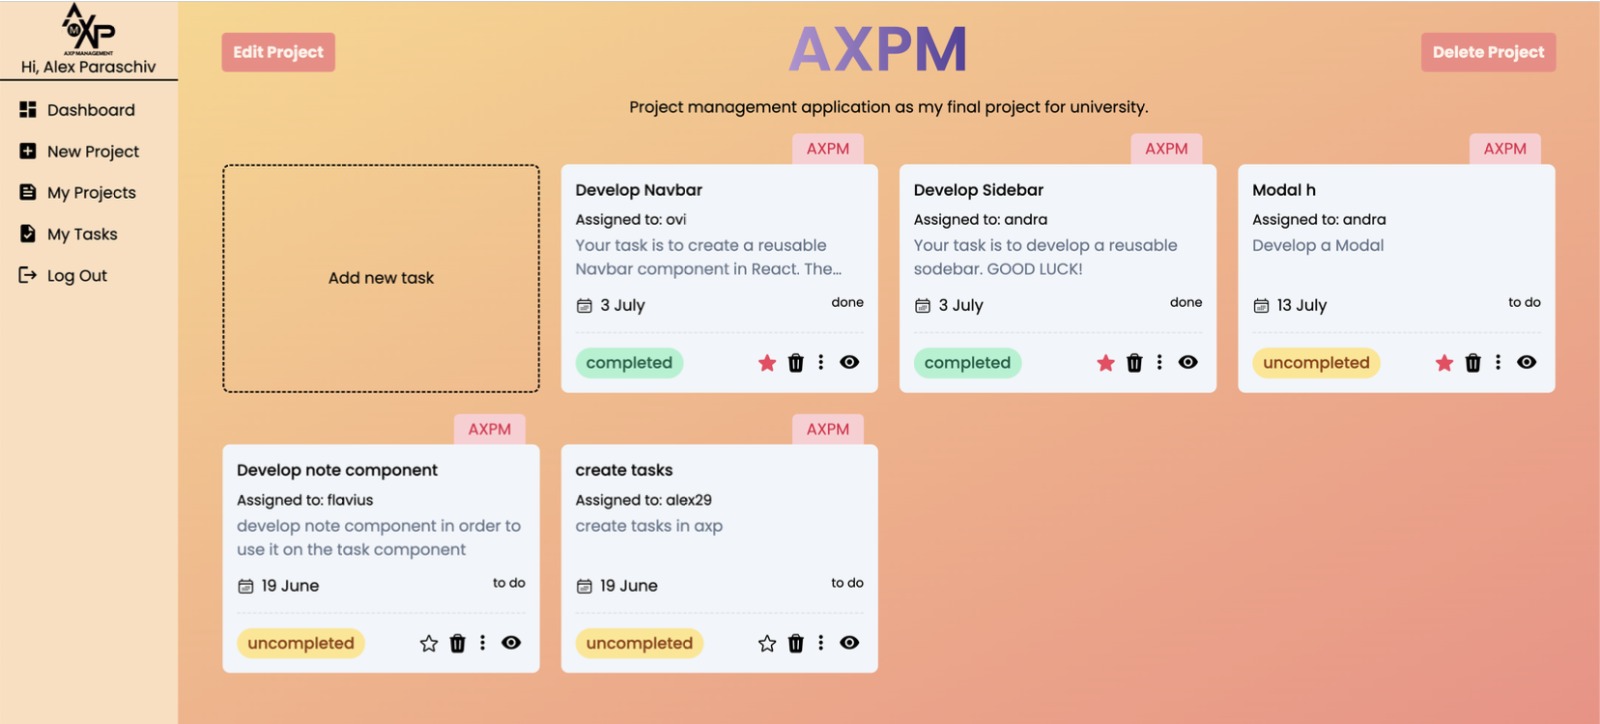 AXP
M
AXP MANAGEMENT
Hi, Alex Paraschiv
Dashboard
New Project
My Projects
My Tasks
Log Out
Edit Project
AXPM
Delete Project
Project management application as my final project for university.
Add new task
AXPM
Develop Navbar
Assigned to: ovi
Your task is to create a reusable
Navbar component in React. The...
3 July
done
completed
AXPM
Develop Sidebar
Assigned to: andra
Your task is to develop a reusable
sodebar. GOOD LUCK!
3 July
done
completed
AXPM
Modal h
Assigned to: andra
Develop a Modal
13 July
to do
uncompleted
AXPM
Develop note component
Assigned to: flavius
develop note component in order to
use it on the task component
19 June
to do
uncompleted
AXPM
create tasks
Assigned to: alex29
create tasks in axp
19 June
to do
uncompleted